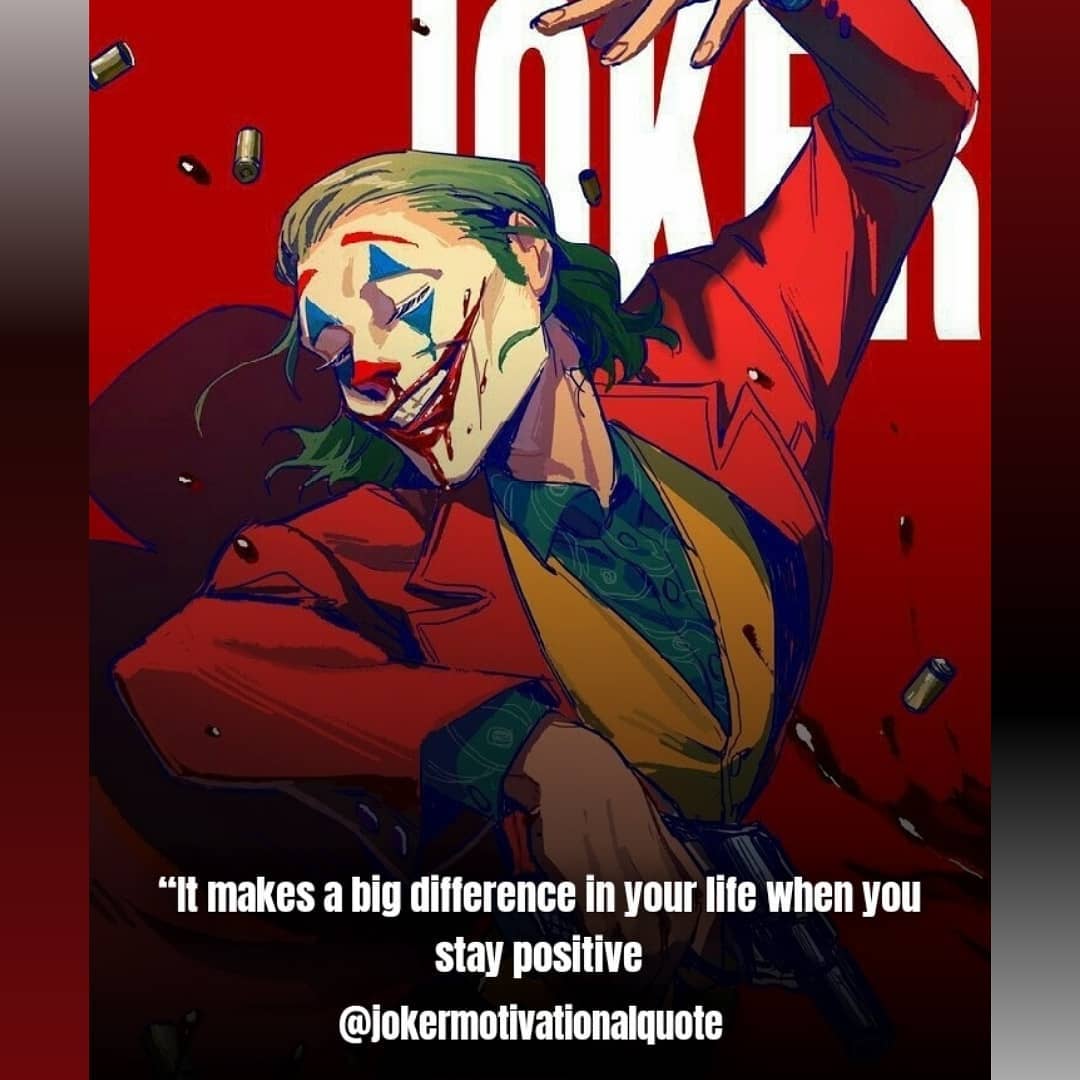 JOKER
“It makes a big difference in your life when you
stay positive
@jokermotivationalquote